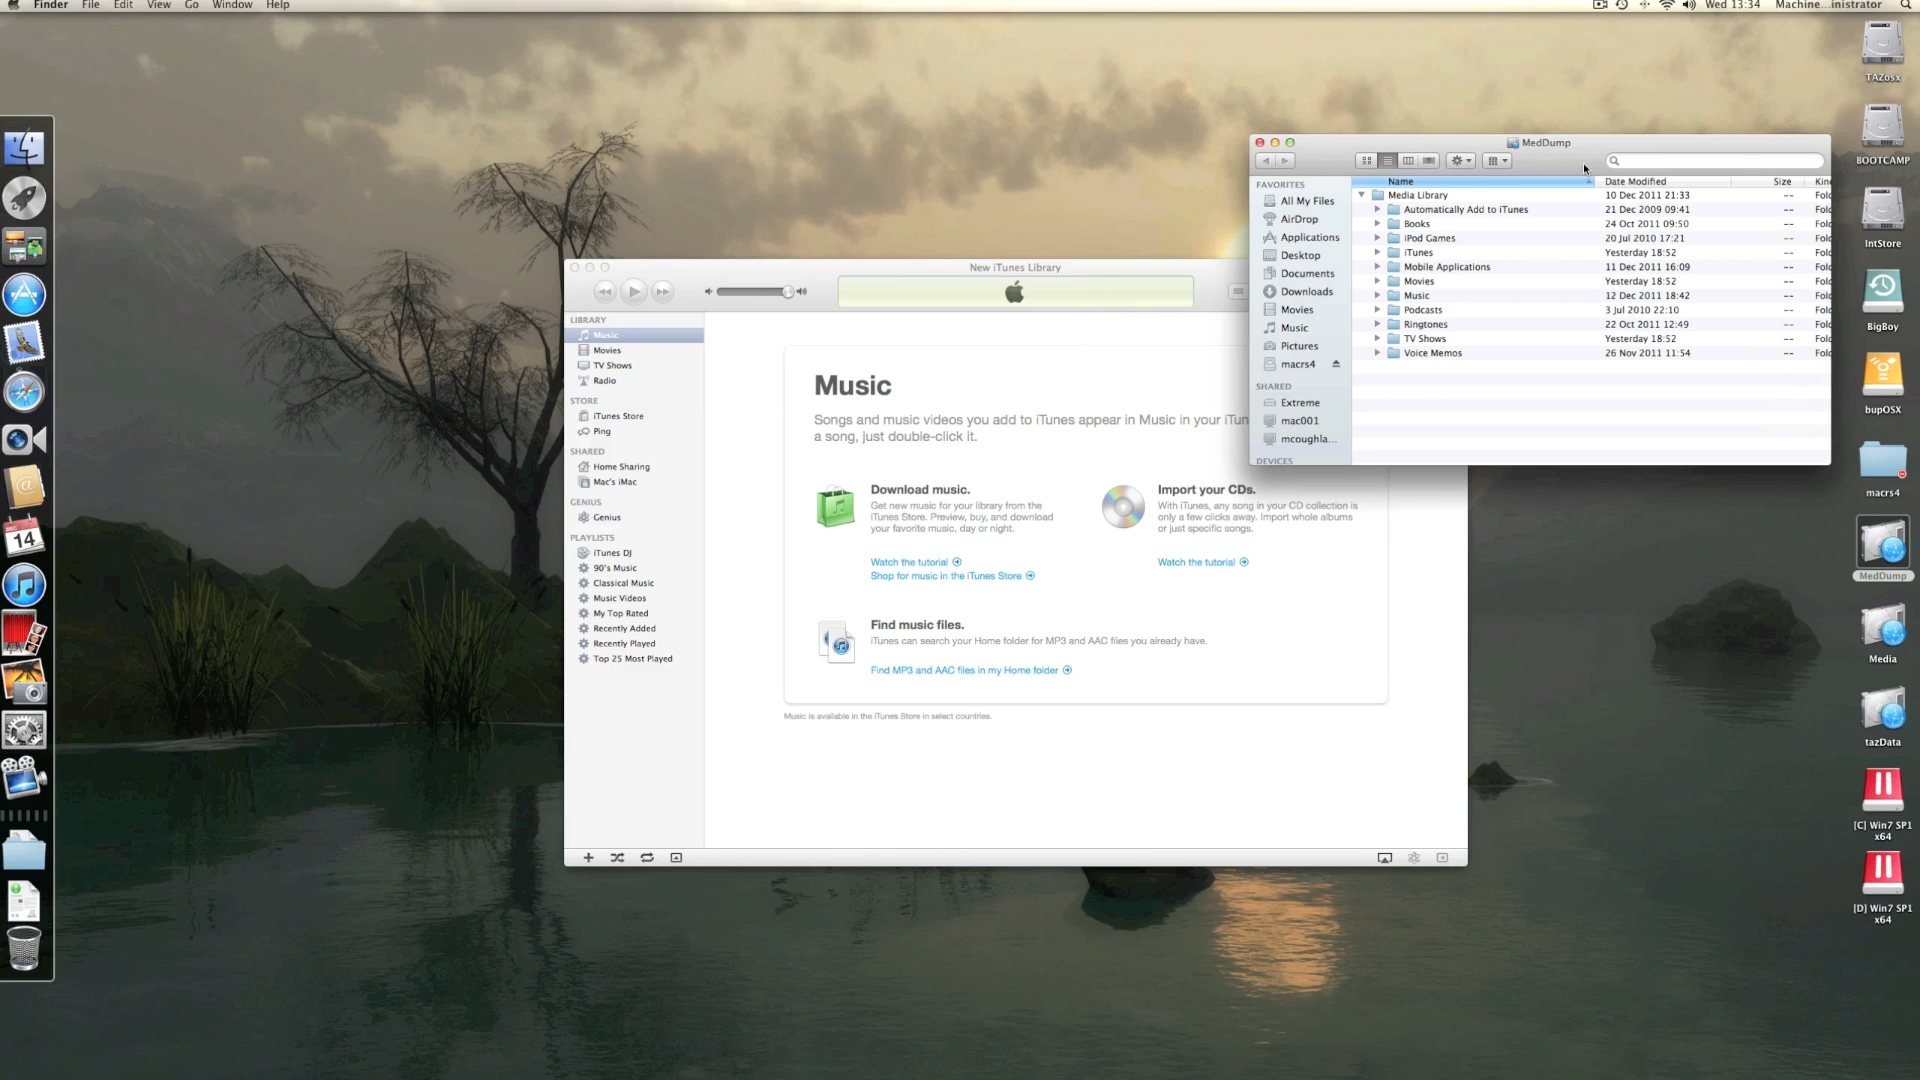 Finder File Edit View Go Window Help
Wed 13:34 Machine...inistrator
TAZosx
BOOTCAMP
IntStore
BigBoy
bupOSX
macrs4
MedDump
Media
tazData
[C] Win7 SP1
x64
[D] Win7 SP1
x64
DEC
14
MedDump
Name Date Modified Size Kind
FAVORITES
All My Files
AirDrop
Applications
Desktop
Documents
Downloads
Movies
Music
Pictures
macrs4
SHARED
Extreme
mac001
mcoughla...
DEVICES
Media Library 10 Dec 2011 21:33 -- Fold
Automatically Add to iTunes 21 Dec 2009 09:41 -- Fold
Books 24 Oct 2011 09:50 -- Fold
iPod Games 20 Jul 2010 17:21 -- Fold
iTunes Yesterday 18:52 -- Fold
Mobile Applications 11 Dec 2011 16:09 -- Fold
Movies Yesterday 18:52 -- Fold
Music 12 Dec 2011 18:42 -- Fold
Podcasts 3 Jul 2010 22:10 -- Fold
Ringtones 22 Oct 2011 12:49 -- Fold
TV Shows Yesterday 18:52 -- Fold
Voice Memos 26 Nov 2011 11:54 -- Fold
New iTunes Library
LIBRARY
Music
Movies
TV Shows
Radio
STORE
iTunes Store
Ping
SHARED
Home Sharing
Mac's iMac
GENIUS
Genius
PLAYLISTS
iTunes DJ
90's Music
Classical Music
Music Videos
My Top Rated
Recently Added
Recently Played
Top 25 Most Played
Music
Songs and music videos you add to iTunes appear in Music in your iTun
a song, just double-click it.
Download music.
Get new music for your library from the
iTunes Store. Preview, buy, and download
your favorite music, day or night.
Watch the tutorial
Shop for music in the iTunes Store
Import your CDs.
With iTunes, any song in your CD collection is
only a few clicks away. Import whole albums
or just specific songs.
Watch the tutorial
Find music files.
iTunes can search your Home folder for MP3 and AAC files you already have.
Find MP3 and AAC files in my Home folder
Music is available in the iTunes Store in select countries.